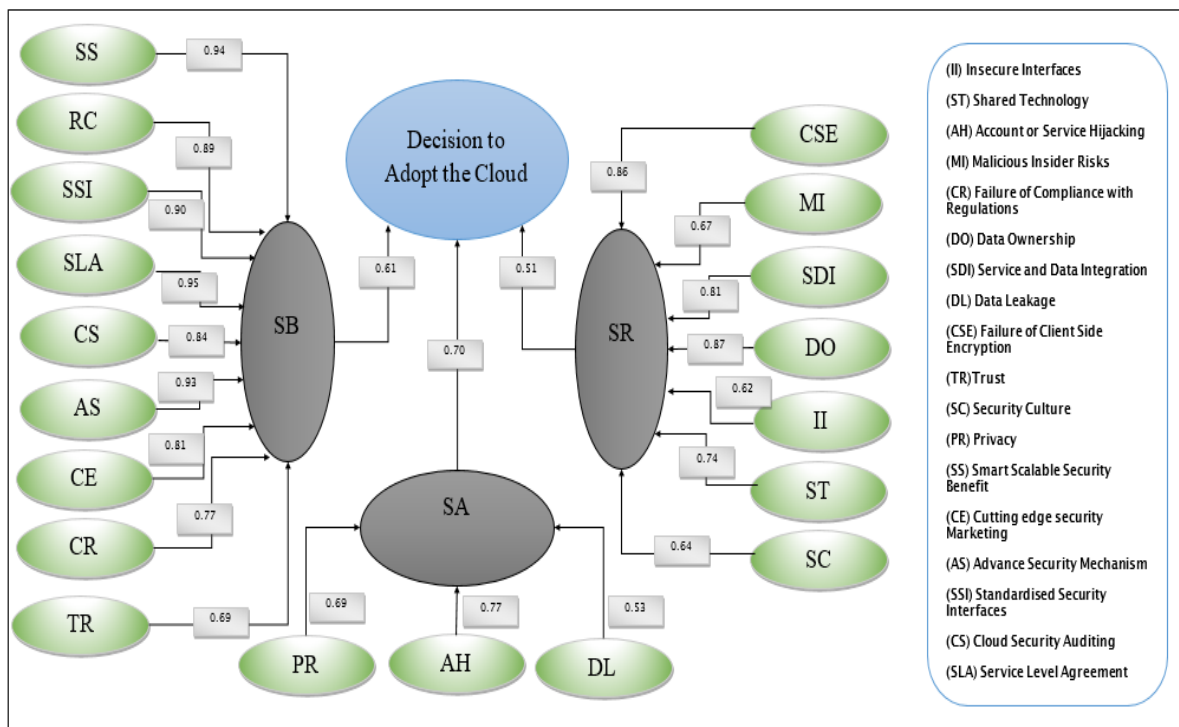 SS
0.94
RC
0.89
SSI
0.90
SLA
0.95
CS
0.84
AS
0.93
CE
0.81
CR
0.77
TR
0.69
SB
0.61
Decision to
Adopt the Cloud
0.70
0.51
SA
PR
0.69
AH
0.77
DL
0.53
SR
CSE
0.86
MI
0.67
SDI
0.81
DO
0.87
II
0.62
ST
0.74
SC
0.64
(II) Insecure Interfaces
(ST) Shared Technology
(AH) Account or Service Hijacking
(MI) Malicious Insider Risks
(CR) Failure of Compliance with
Regulations
(DO) Data Ownership
(SDI) Service and Data Integration
(DL) Data Leakage
(CSE) Failure of Client Side
Encryption
(TR)Trust
(SC) Security Culture
(PR) Privacy
(SS) Smart Scalable Security
Benefit
(CE) Cutting edge security
Marketing
(AS) Advance Security Mechanism
(SSI) Standardised Security
Interfaces
(CS) Cloud Security Auditing
(SLA) Service Level Agreement